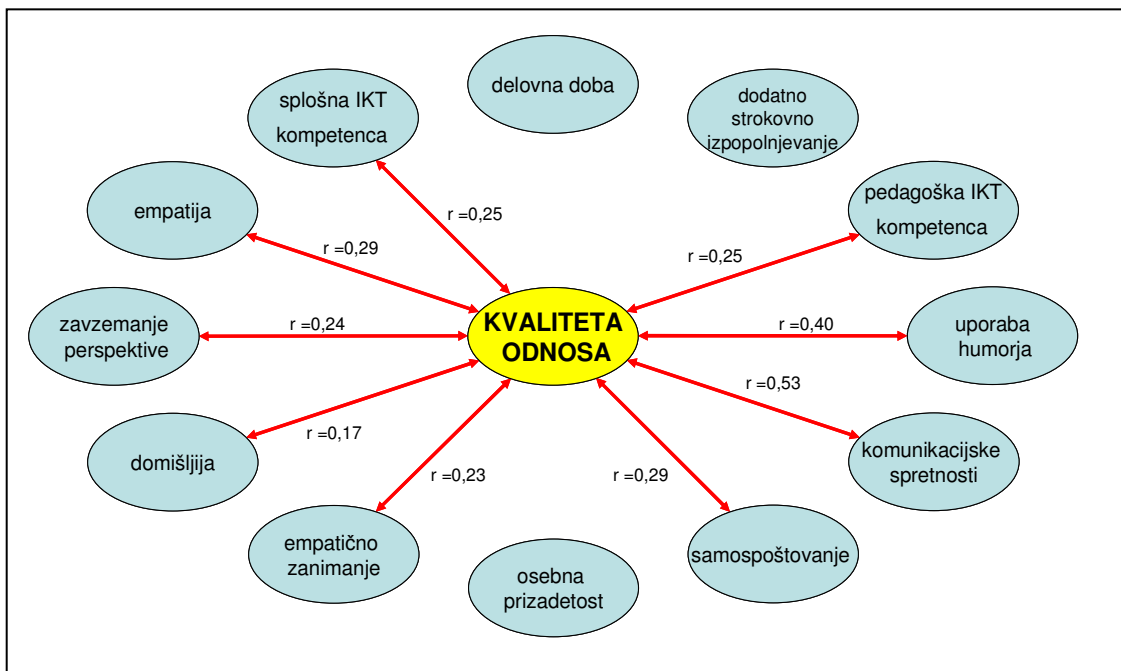 delovna doba
dodatno
strokovno
izpopolnjevanje
splošna IKT
kompetenca
pedagoška IKT
kompetenca
empatija
r =0,25
r =0,29
r =0,25
zavzemanje
perspektive
r =0,24
KVALITETA
ODNOSA
r =0,40
uporaba
humorja
r =0,53
domišljija
r =0,17
komunikacijske
spretnosti
r =0,23
r =0,29
empatično
zanimanje
osebna
prizadetost
samospoštovanje